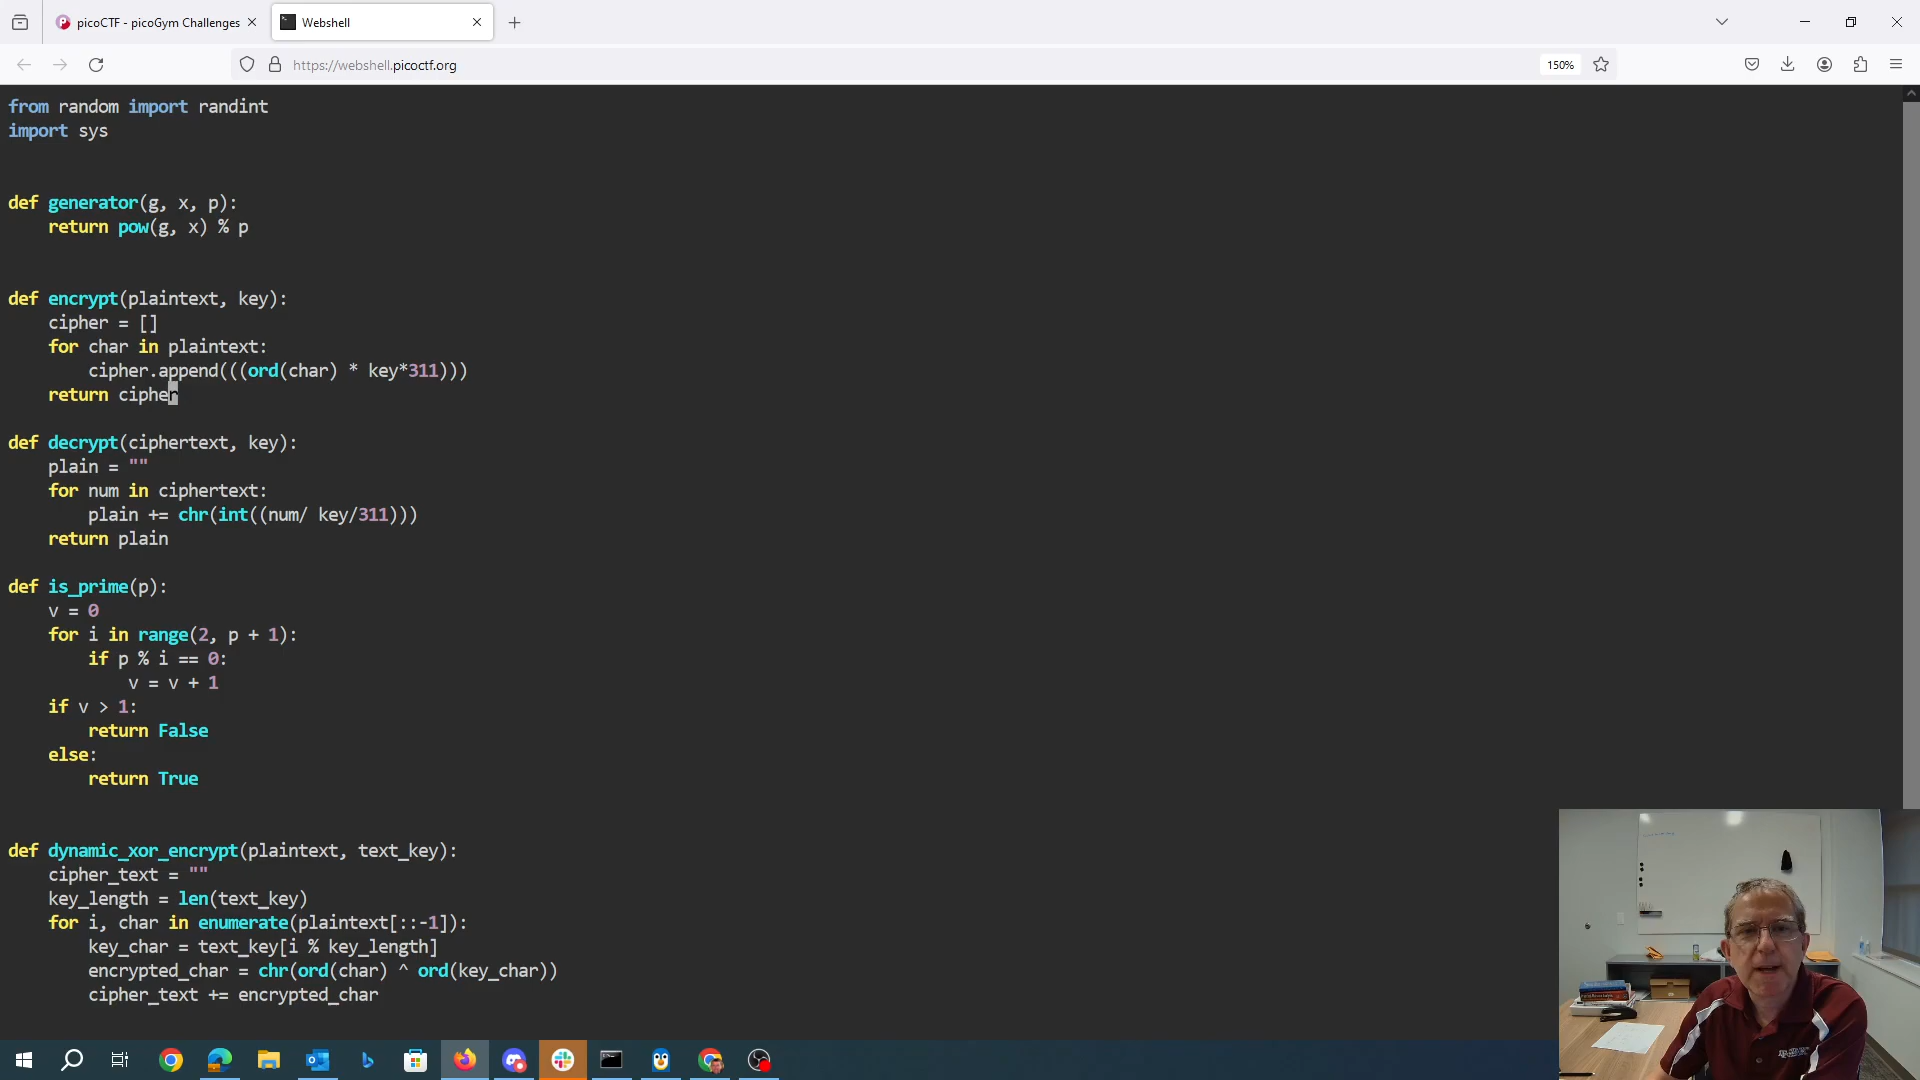 picoCTF - picoGym Challenges
Webshell
https://webshell.picoctf.org
150%
from random import randint
import sys
def generator(g, x, p):
    return pow(g, x) % p
def encrypt(plaintext, key):
    cipher = []
    for char in plaintext:
        cipher.append(((ord(char) * key*311)))
    return cipher
def decrypt(ciphertext, key):
    plain = ""
    for num in ciphertext:
        plain += chr(int((num/ key/311)))
    return plain
def is_prime(p):
    v = 0
    for i in range(2, p + 1):
        if p % i == 0:
            v = v + 1
    if v > 1:
        return False
    else:
        return True
def dynamic_xor_encrypt(plaintext, text_key):
    cipher_text = ""
    key_length = len(text_key)
    for i, char in enumerate(plaintext[::-1]):
        key_char = text_key[i % key_length]
        encrypted_char = chr(ord(char) ^ ord(key_char))
        cipher_text += encrypted_char